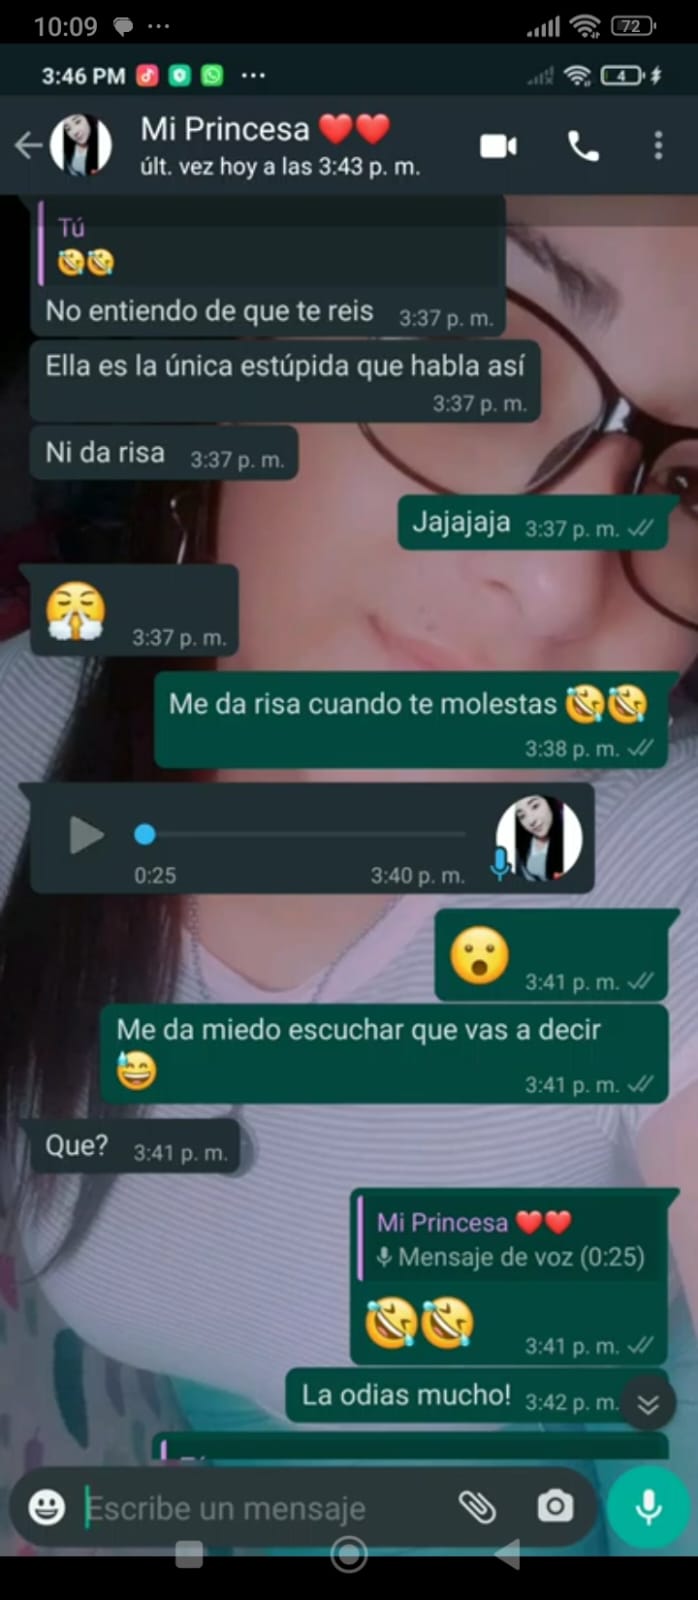 10:09
72
3:46 PM
4
Mi Princesa ❤️❤️
últ. vez hoy a las 3:43 p. m.
Tú
🤣🤣
No entiendo de que te reis 3:37 p. m.
Ella es la única estúpida que habla así
3:37 p. m.
Ni da risa 3:37 p. m.
Jajajaja 3:37 p. m.
😤 3:37 p. m.
Me da risa cuando te molestas 🤣🤣
3:38 p. m.
0:25 3:40 p. m.
😮 3:41 p. m.
Me da miedo escuchar que vas a decir
😅 3:41 p. m.
Que? 3:41 p. m.
Mi Princesa ❤️❤️
Mensaje de voz (0:25)
🤣🤣 3:41 p. m.
La odias mucho! 3:42 p. m.
Escribe un mensaje